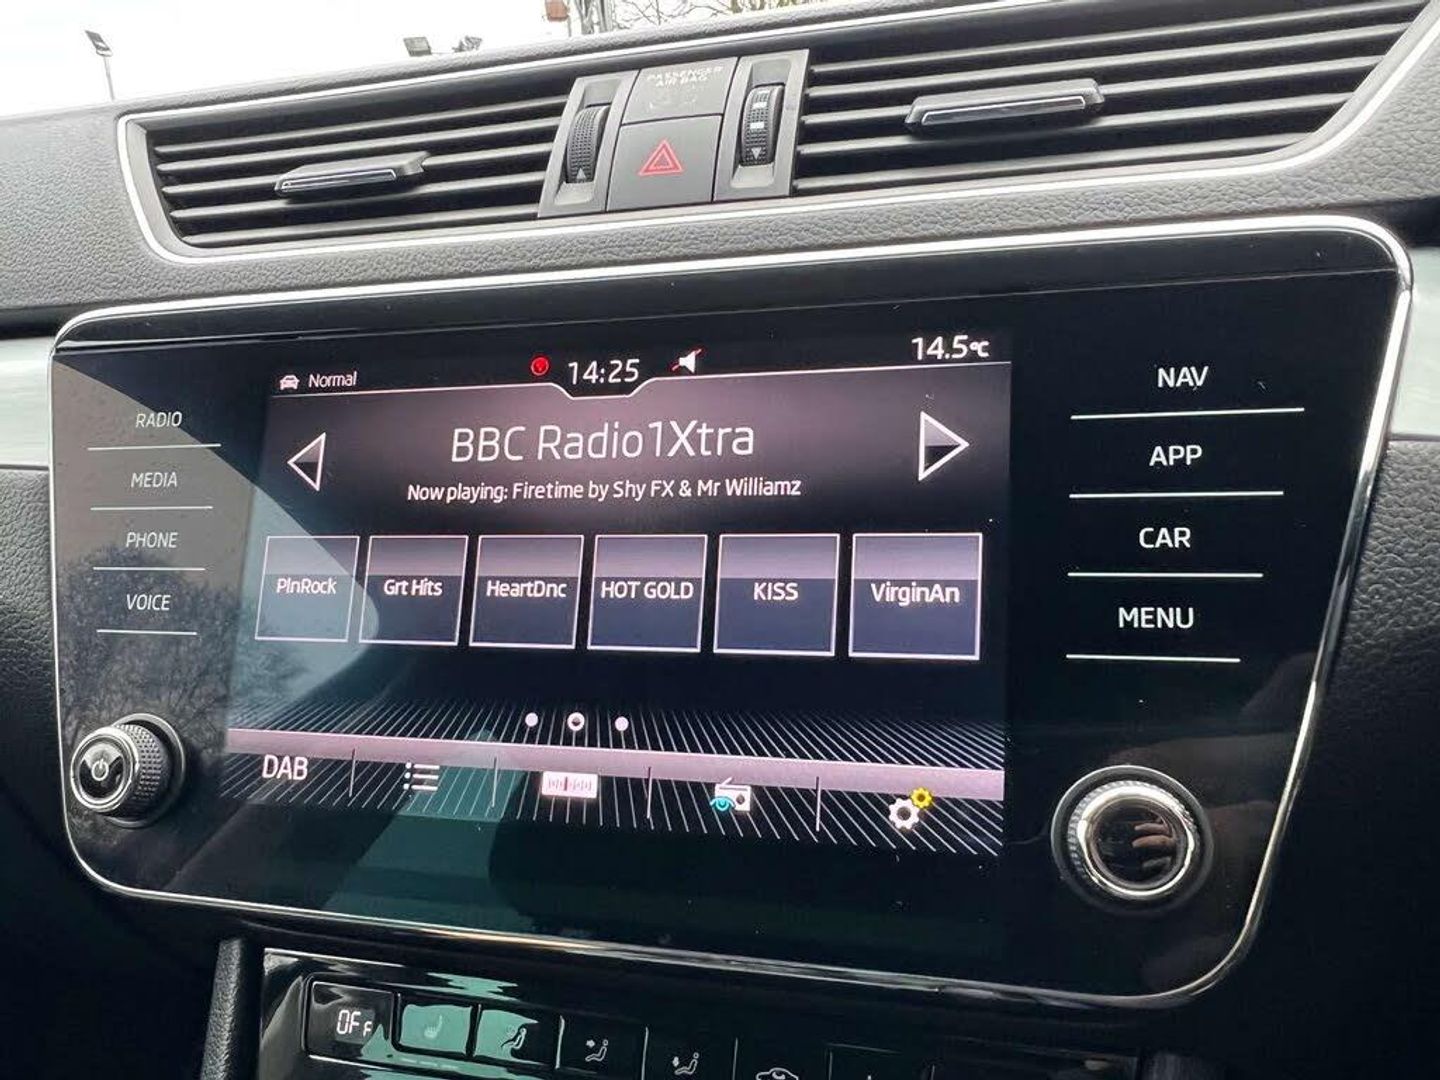 PASSENGER
AIR BAG
Normal
14:25
14.5°C
BBC Radio1Xtra
Now playing: Firetime by Shy FX & Mr Williamz
PlnRock
Grt Hits
HeartDnc
HOT GOLD
KISS
VirginAn
DAB
RADIO
MEDIA
PHONE
VOICE
NAV
APP
CAR
MENU
OFF